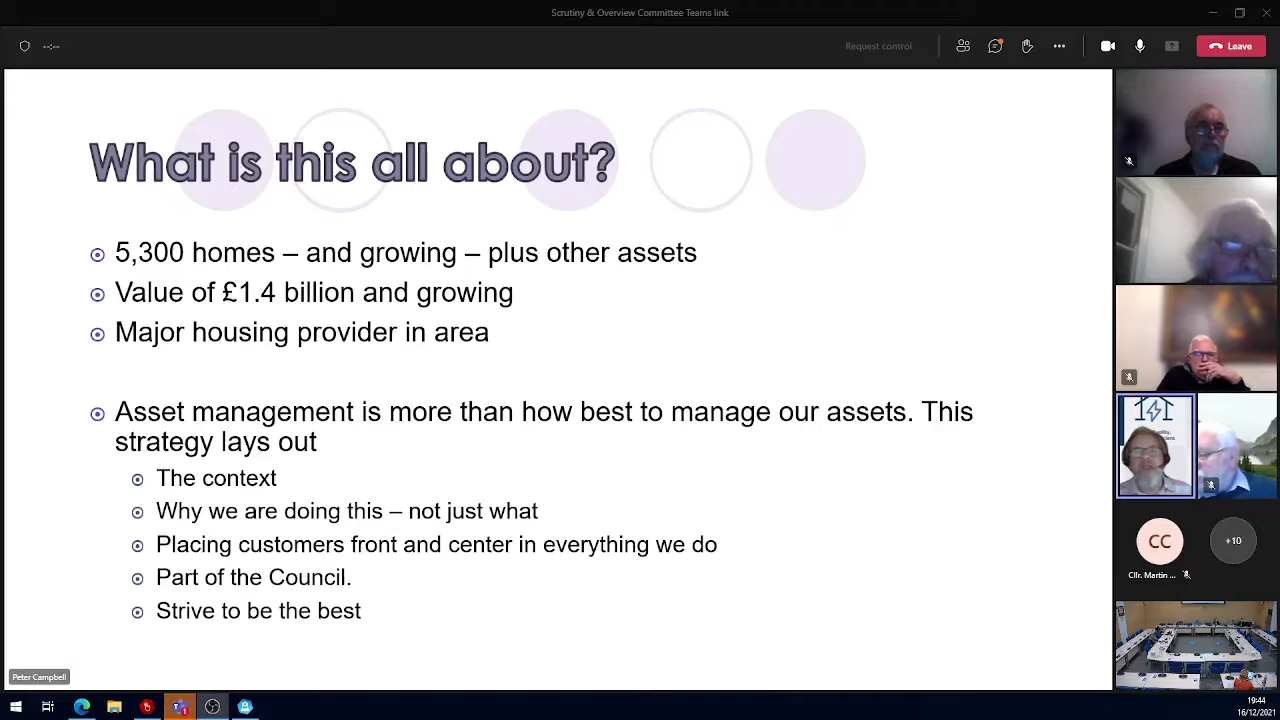 Scrutiny & Overview Committee Teams link
--:--
Request control
Leave
What is this all about?
5,300 homes – and growing – plus other assets
Value of £1.4 billion and growing
Major housing provider in area
Asset management is more than how best to manage our assets. This
strategy lays out
The context
Why we are doing this – not just what
Placing customers front and center in everything we do
Part of the Council.
Strive to be the best
CC
+10
Cllr. Martin ...
Peter Campbell
19:44
16/12/2021